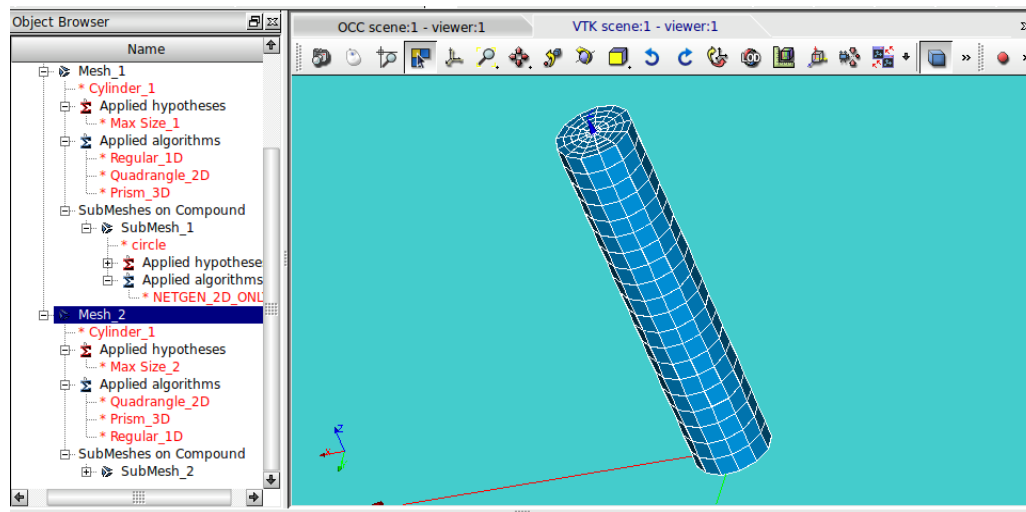 Object Browser
Name
Mesh_1
* Cylinder_1
Applied hypotheses
* Max Size_1
Applied algorithms
* Regular_1D
* Quadrangle_2D
* Prism_3D
SubMeshes on Compound
SubMesh_1
* circle
Applied hypothese
Applied algorithms
* NETGEN_2D_ONL
Mesh_2
* Cylinder_1
Applied hypotheses
* Max Size_2
Applied algorithms
* Quadrangle_2D
* Prism_3D
* Regular_1D
SubMeshes on Compound
SubMesh_2
OCC scene:1 - viewer:1
VTK scene:1 - viewer:1
LOD
Z
X